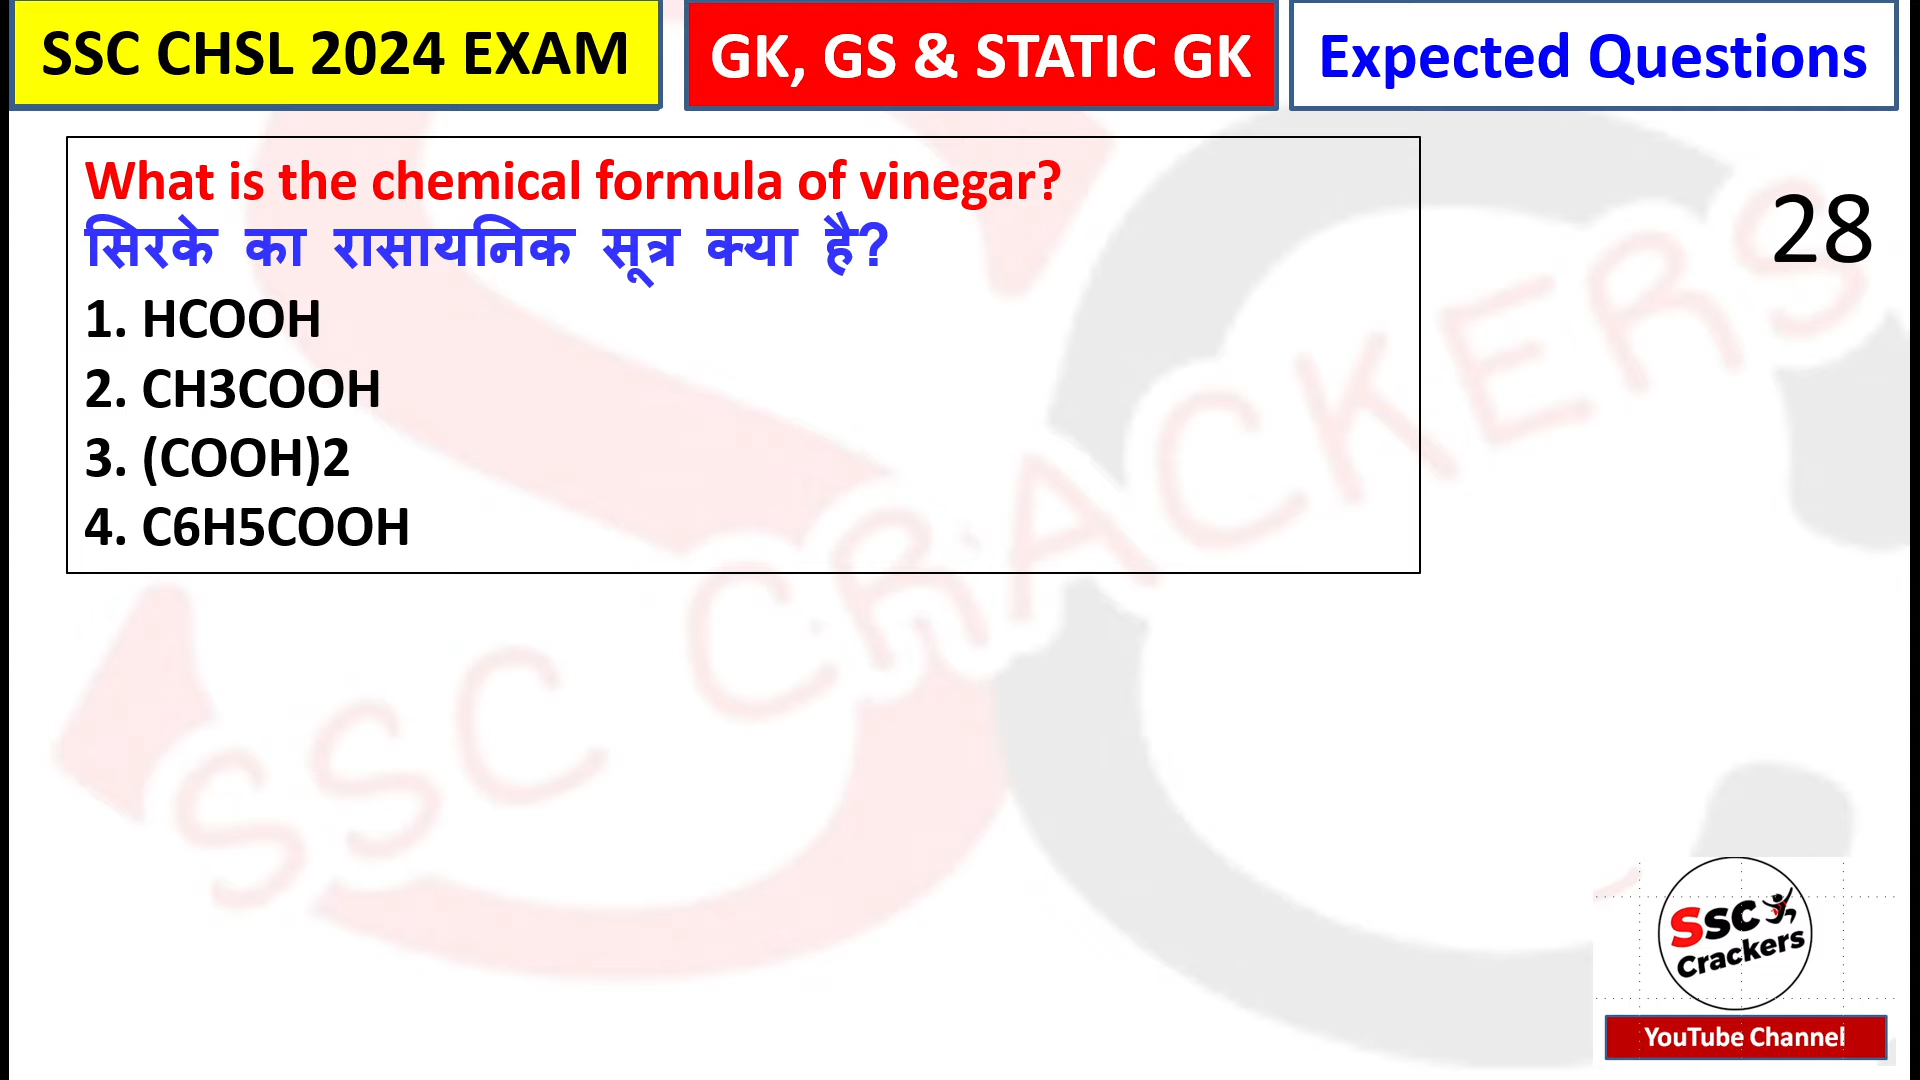 SSC CHSL 2024 EXAM
GK, GS & STATIC GK
Expected Questions
What is the chemical formula of vinegar?
सिरके का रासायनिक सूत्र क्या है?
1. HCOOH
2. CH3COOH
3. (COOH)2
4. C6H5COOH
28
SSC CRACKERS
SSC
Crackers
YouTube Channel